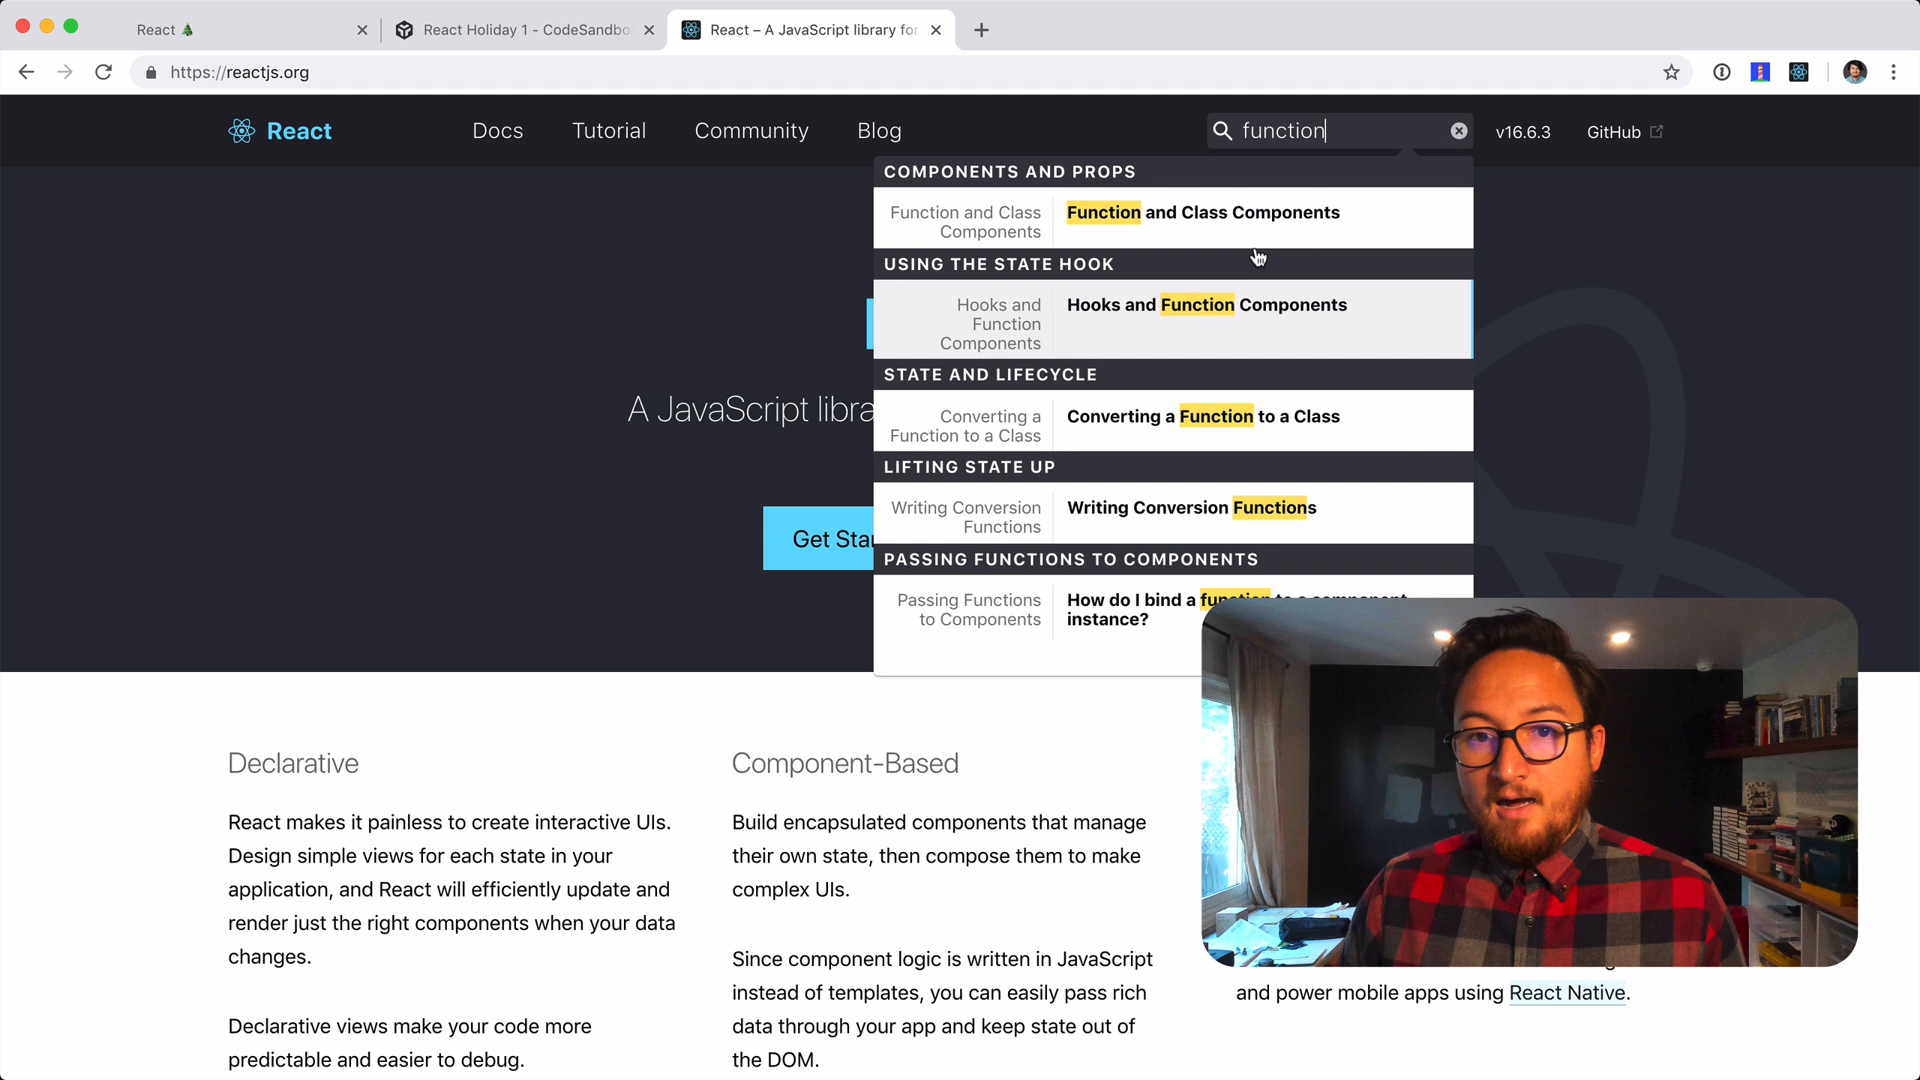 React 🎄
React Holiday 1 - CodeSandbo
React – A JavaScript library for
https://reactjs.org
React
Docs
Tutorial
Community
Blog
function
v16.6.3
GitHub
COMPONENTS AND PROPS
Function and Class
Components
Function and Class Components
USING THE STATE HOOK
Hooks and
Function
Components
Hooks and Function Components
STATE AND LIFECYCLE
Converting a
Function to a Class
Converting a Function to a Class
LIFTING STATE UP
Writing Conversion
Functions
Writing Conversion Functions
PASSING FUNCTIONS TO COMPONENTS
Passing Functions
to Components
How do I bind a function to a component
instance?
A JavaScript libra
Get Star
Declarative
React makes it painless to create interactive UIs.
Design simple views for each state in your
application, and React will efficiently update and
render just the right components when your data
changes.
Declarative views make your code more
predictable and easier to debug.
Component-Based
Build encapsulated components that manage
their own state, then compose them to make
complex UIs.
Since component logic is written in JavaScript
instead of templates, you can easily pass rich
data through your app and keep state out of
the DOM.
and power mobile apps using React Native.